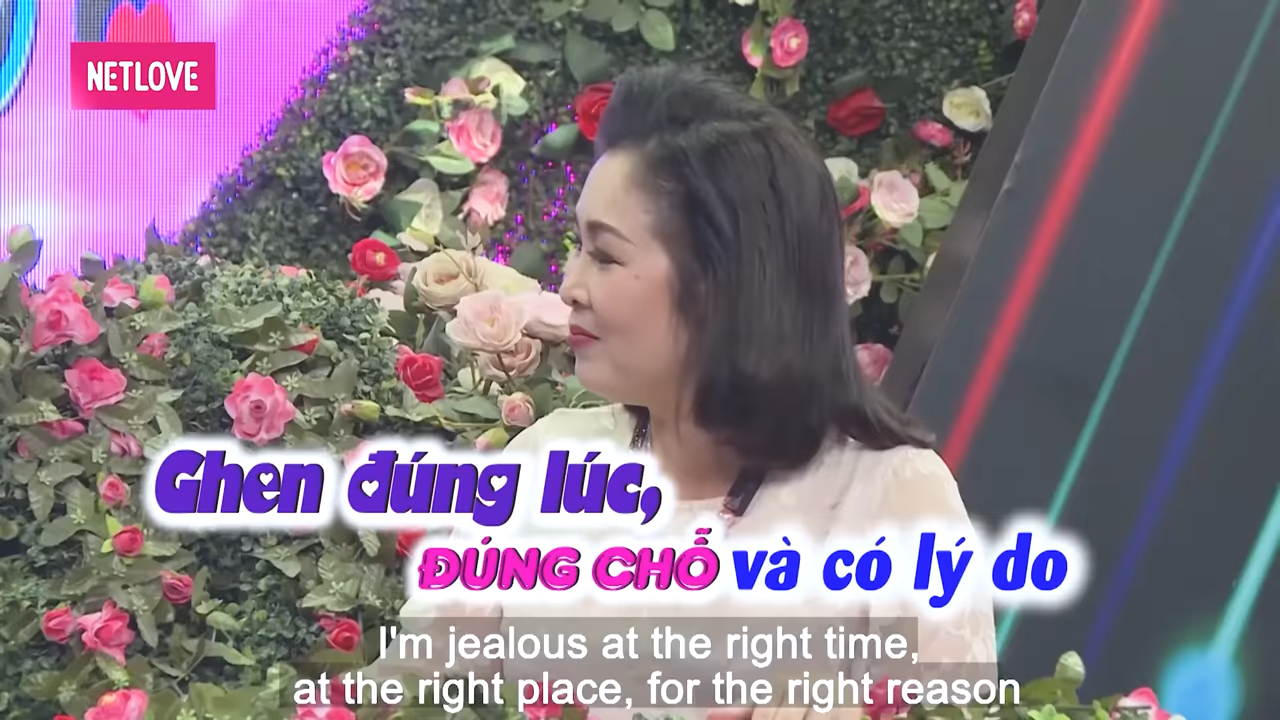 NETLOVE
Ghen đúng lúc,
ĐÚNG CHỖ và có lý do
I'm jealous at the right time,
at the right place, for the right reason